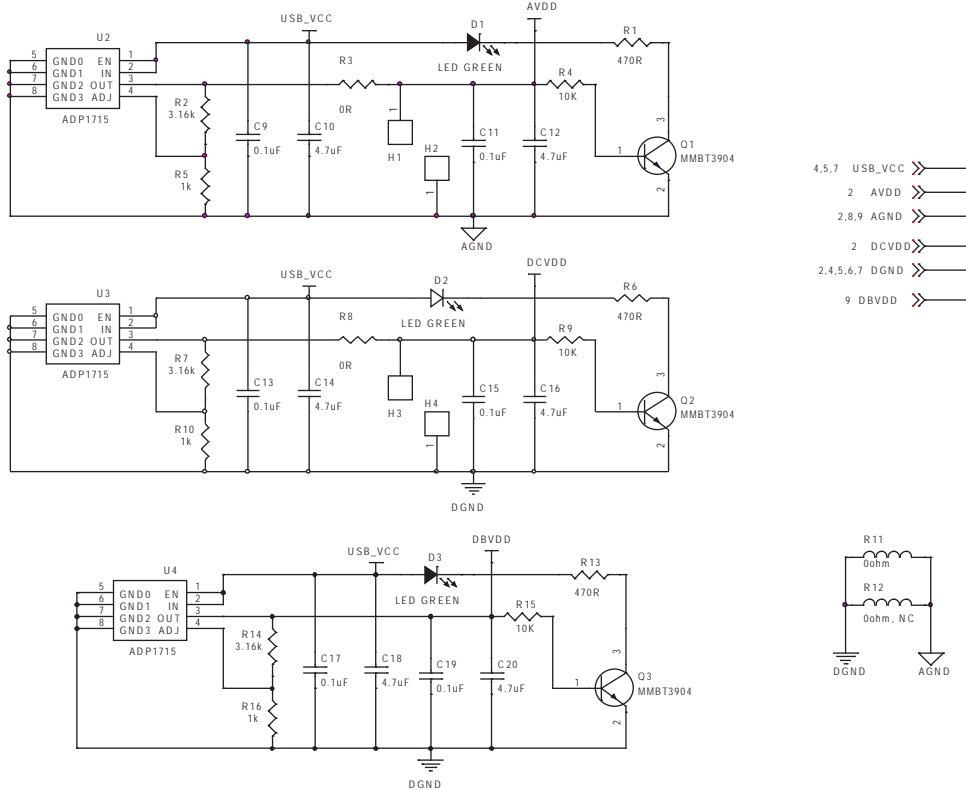 USB_VCC
AVDD
U2
D1
R1
LED GREEN
470R
5 GND0 EN 1
6 GND1 IN 2
7 GND2 OUT 3
8 GND3 ADJ 4
ADP1715
R3
0R
R4
10K
R2
3.16k
R5
1k
C9
0.1uF
C10
4.7uF
1
H1
H2
1
C11
0.1uF
C12
4.7uF
3
1
2
Q1
MMBT3904
AGND
4,5,7 USB_VCC
2 AVDD
2,8,9 AGND
2 DCVDD
2,4,5,6,7 DGND
9 DBVDD
USB_VCC
DCVDD
U3
D2
R6
LED GREEN
470R
5 GND0 EN 1
6 GND1 IN 2
7 GND2 OUT 3
8 GND3 ADJ 4
ADP1715
R8
0R
R9
10K
R7
3.16k
R10
1k
C13
0.1uF
C14
4.7uF
H3
H4
1
C15
0.1uF
C16
4.7uF
3
1
2
Q2
MMBT3904
DGND
USB_VCC
DBVDD
U4
D3
R13
LED GREEN
470R
5 GND0 EN 1
6 GND1 IN 2
7 GND2 OUT 3
8 GND3 ADJ 4
ADP1715
R15
10K
R14
3.16k
R16
1k
C17
0.1uF
C18
4.7uF
C19
0.1uF
C20
4.7uF
3
1
2
Q3
MMBT3904
DGND
R11
0ohm
R12
0ohm, NC
DGND
AGND